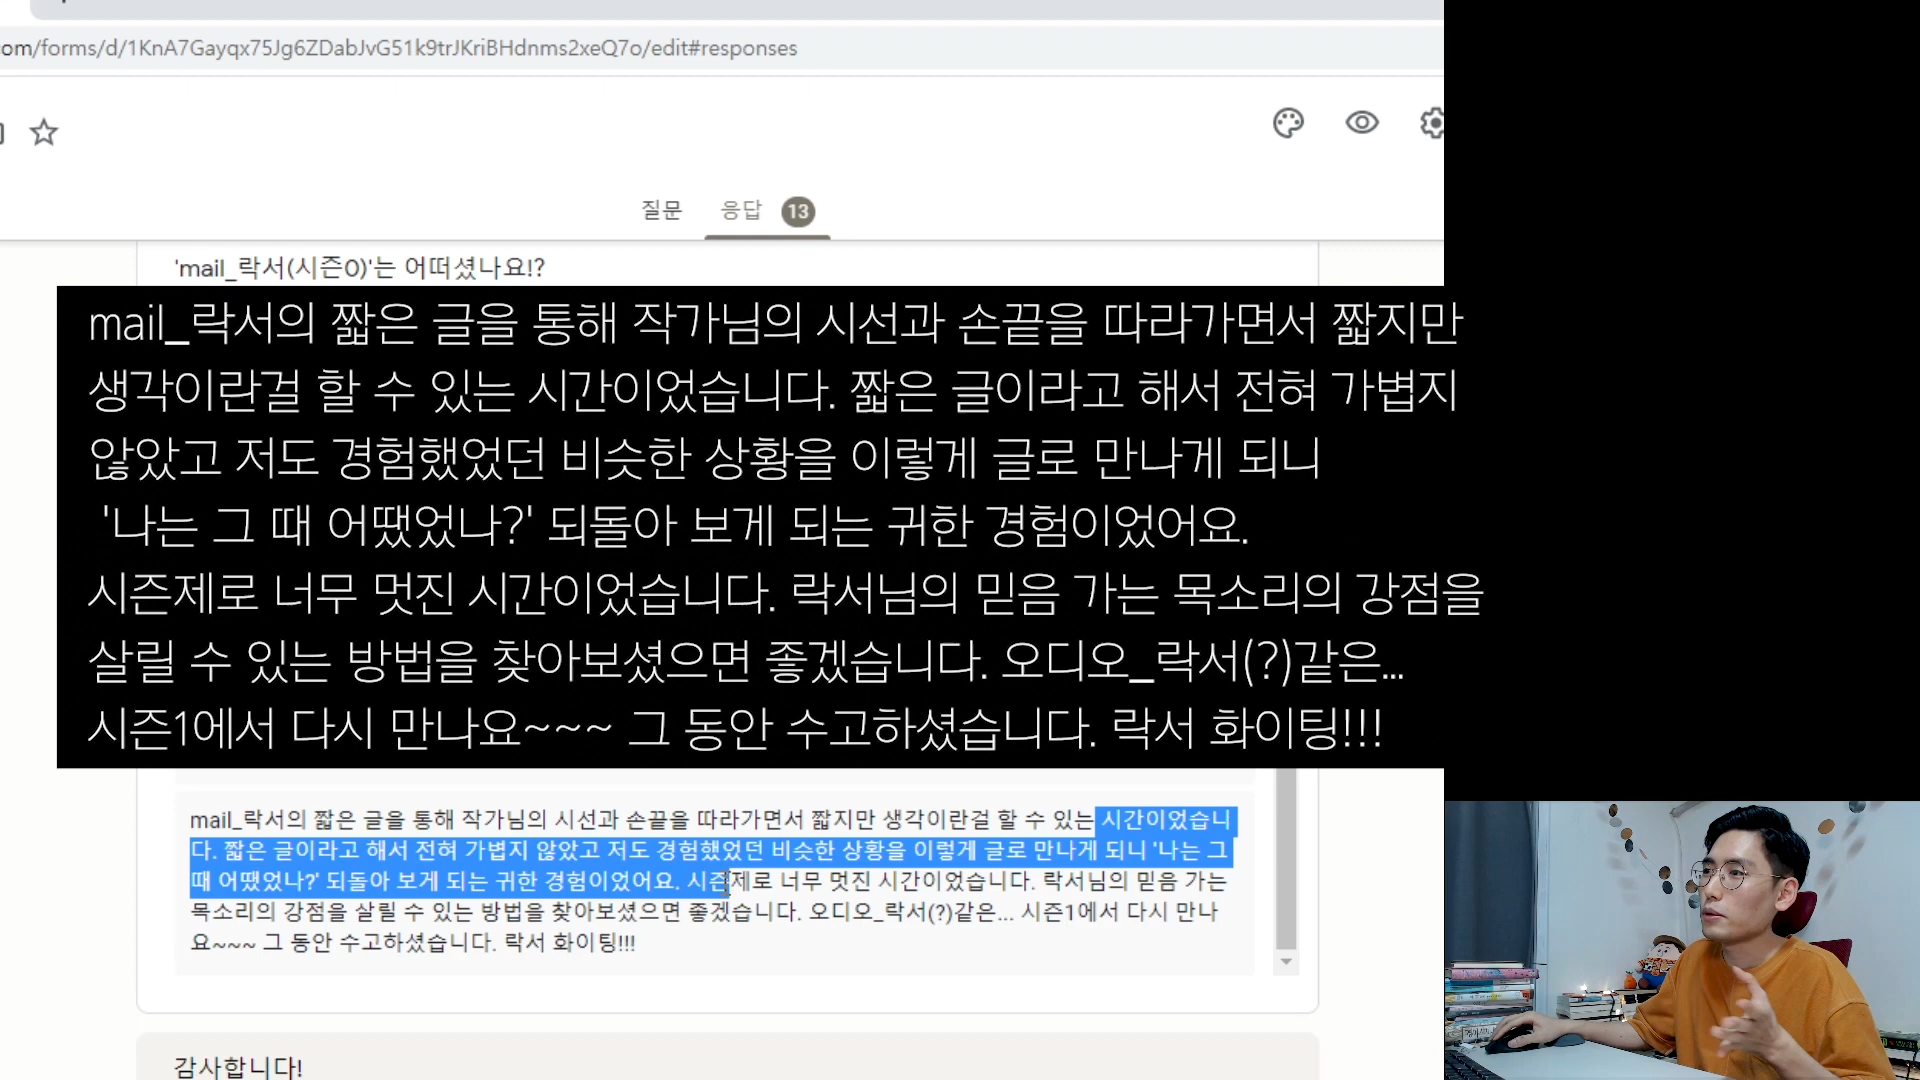 om/forms/d/1KnA7Gayqx75Jg6ZDabJvG51k9trJKriBHdnms2xeQ7o/edit#responses
질문 응답 13
'mail_락서(시즌0)'는 어떠셨나요!?
mail_락서의 짧은 글을 통해 작가님의 시선과 손끝을 따라가면서 짧지만
생각이란걸 할 수 있는 시간이었습니다. 짧은 글이라고 해서 전혀 가볍지
않았고 저도 경험했었던 비슷한 상황을 이렇게 글로 만나게 되니
'나는 그 때 어땠었나?' 되돌아 보게 되는 귀한 경험이었어요.
시즌제로 너무 멋진 시간이었습니다. 락서님의 믿음 가는 목소리의 강점을
살릴 수 있는 방법을 찾아보셨으면 좋겠습니다. 오디오_락서(?)같은...
시즌1에서 다시 만나요~~~ 그 동안 수고하셨습니다. 락서 화이팅!!!
mail_락서의 짧은 글을 통해 작가님의 시선과 손끝을 따라가면서 짧지만 생각이란걸 할 수 있는 시간이었습니
다. 짧은 글이라고 해서 전혀 가볍지 않았고 저도 경험했었던 비슷한 상황을 이렇게 글로 만나게 되니 '나는 그
때 어땠었나?' 되돌아 보게 되는 귀한 경험이었어요. 시즌제로 너무 멋진 시간이었습니다. 락서님의 믿음 가는
목소리의 강점을 살릴 수 있는 방법을 찾아보셨으면 좋겠습니다. 오디오_락서(?)같은... 시즌1에서 다시 만나
요~~~ 그 동안 수고하셨습니다. 락서 화이팅!!!
감사합니다!